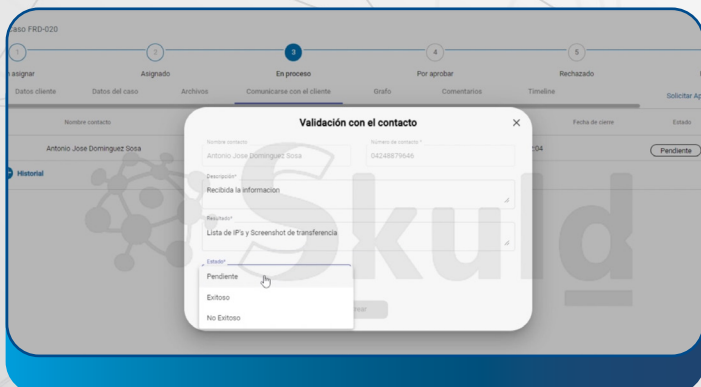 Caso FRD-020
1 2 3 4 5
n asignar Asignado En proceso Por aprobar Rechazado
Datos cliente Datos del caso Archivos Comunicarse con el cliente Grafo Comentarios Timeline Solicitar Ap
Nombre contacto Fecha de cierre Estado
Antonio Jose Dominguez Sosa :04 Pendiente
Historial
Validación con el contacto
Nombre contacto Número de contacto *
Antonio Jose Dominguez Sosa 04248879646
Descripción*
Recibida la informacion
Resultado*
Lista de IP's y Screenshot de transferencia
Estado*
Pendiente
Exitoso
No Exitoso
Skuld